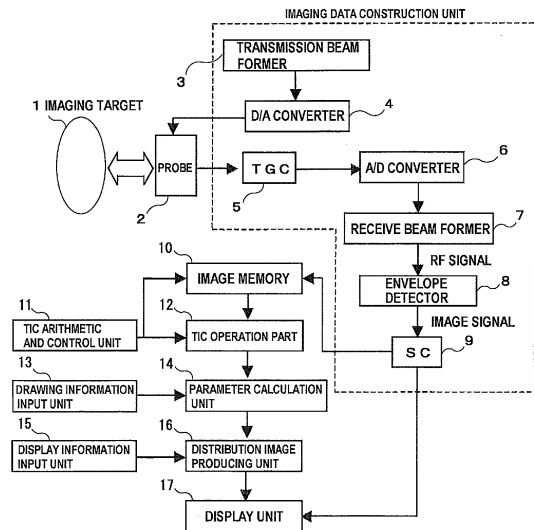 IMAGING DATA CONSTRUCTION UNIT
TRANSMISSION BEAM
FORMER
3
1 IMAGING TARGET
D/A CONVERTER
4
PROBE
2
TGC
5
A/D CONVERTER
6
RECEIVE BEAM FORMER
7
RF SIGNAL
10
IMAGE MEMORY
ENVELOPE
DETECTOR
8
11
TIC ARITHMETIC
AND CONTROL UNIT
12
TIC OPERATION PART
IMAGE SIGNAL
SC
9
13
DRAWING INFORMATION
INPUT UNIT
14
PARAMETER CALCULATION
UNIT
15
DISPLAY INFORMATION
INPUT UNIT
16
DISTRIBUTION IMAGE
PRODUCING UNIT
17
DISPLAY UNIT